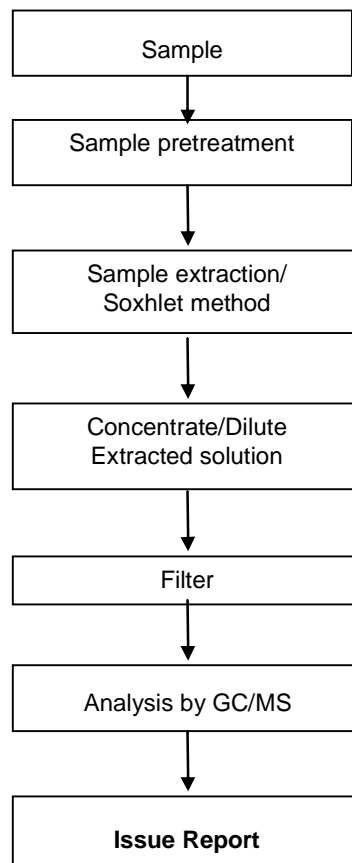 Sample
Sample pretreatment
Sample extraction/
Soxhlet method
Concentrate/Dilute
Extracted solution
Filter
Analysis by GC/MS
Issue Report